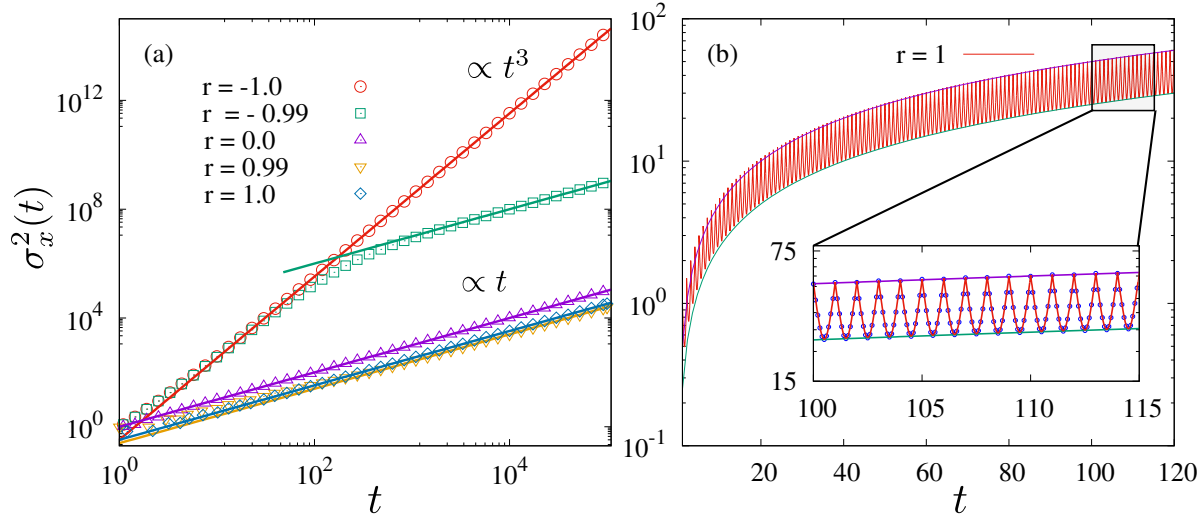 (a)
∝ t³
r = -1.0
r = - 0.99
r = 0.0
r = 0.99
r = 1.0
∝ t
10¹²
10⁸
10⁴
10⁰
σ²ₓ(t)
10⁰
10²
10⁴
t
(b)
r = 1
10²
10¹
10⁰
10⁻¹
75
15
100
105
110
115
20
40
60
80
100
120
t